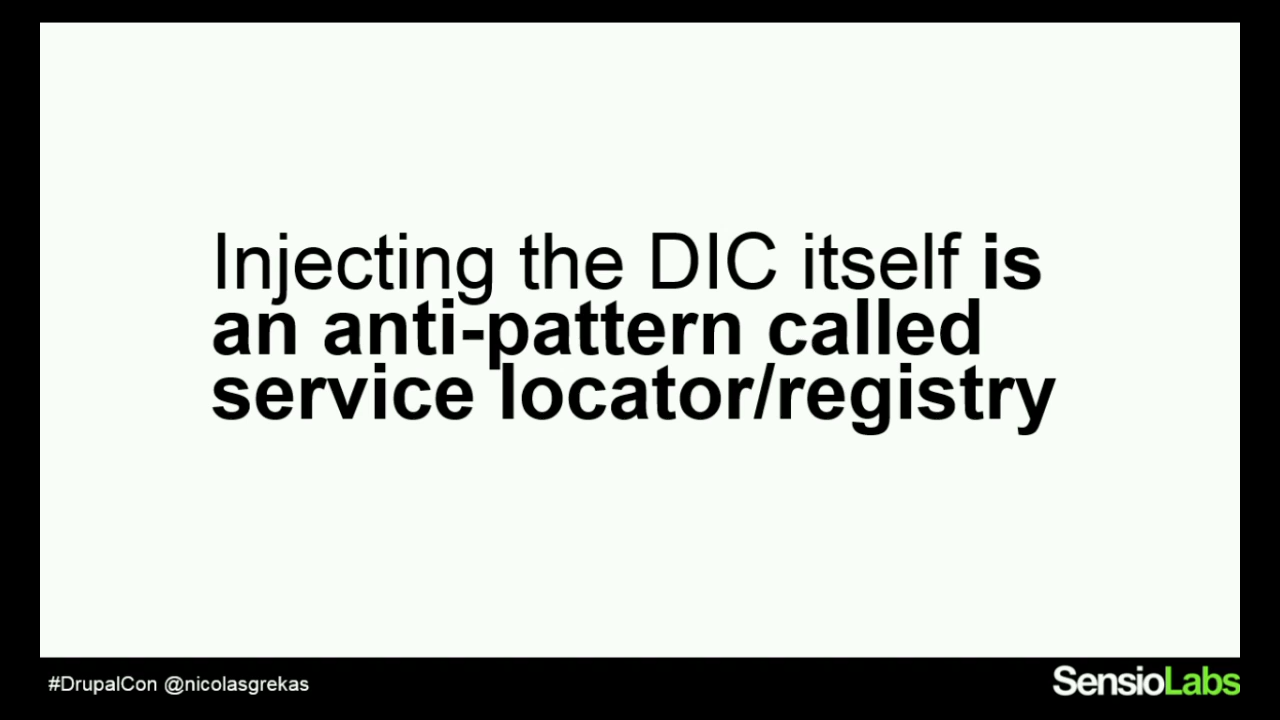 Injecting the DIC itself is
an anti-pattern called
service locator/registry
#DrupalCon @nicolasgrekas
SensioLabs